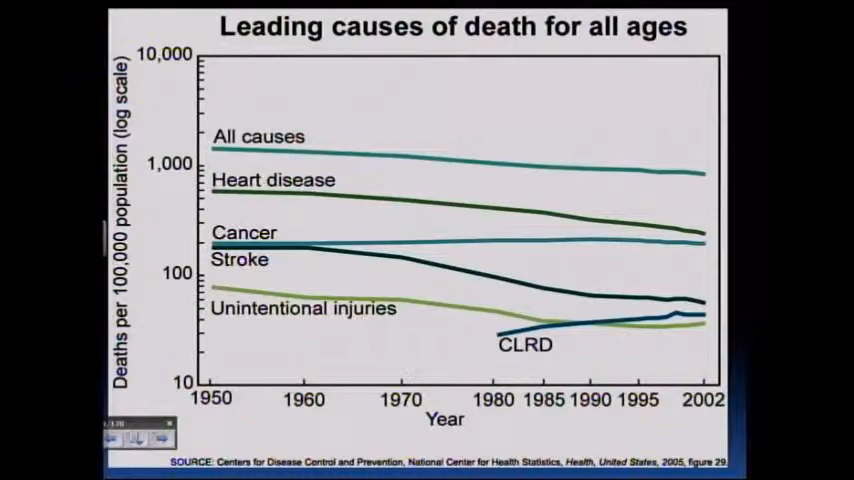 Leading causes of death for all ages
Deaths per 100,000 population (log scale)
10,000
1,000
100
10
All causes
Heart disease
Cancer
Stroke
Unintentional injuries
CLRD
1950 1960 1970 1980 1985 1990 1995 2002
Year
SOURCE: Centers for Disease Control and Prevention, National Center for Health Statistics, Health, United States, 2005, figure 29.